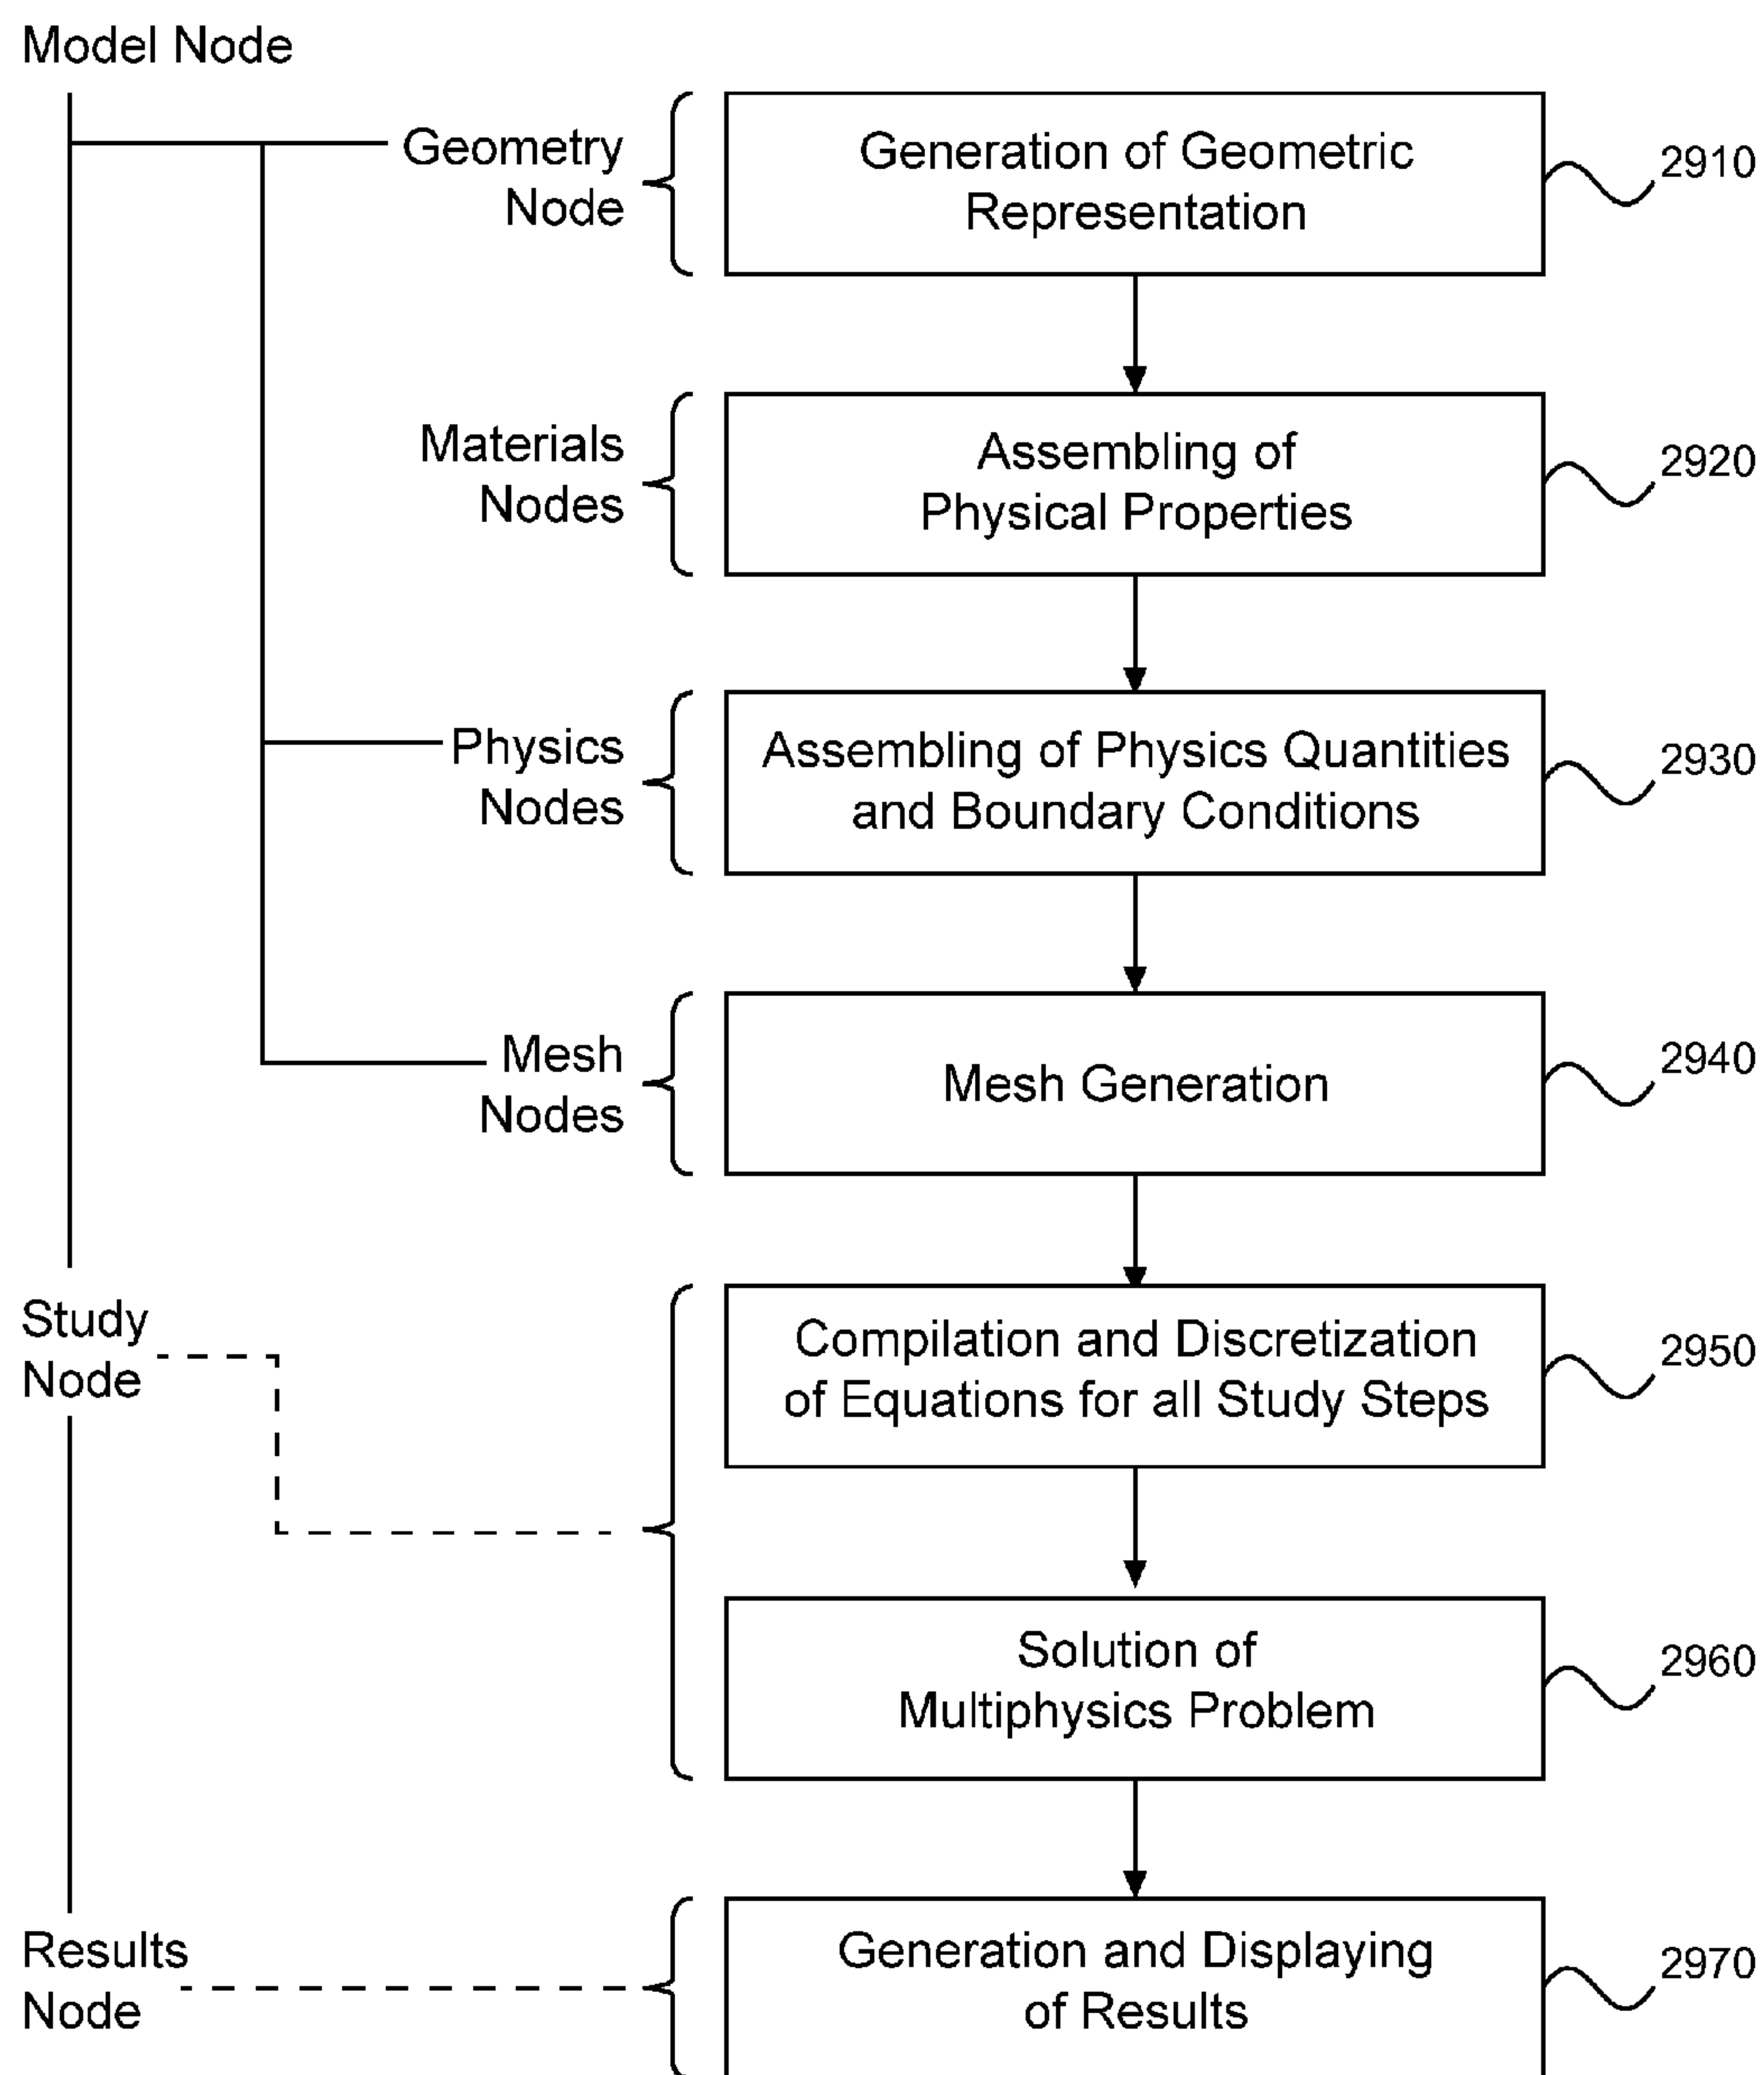 Model Node
Geometry
Node
Generation of Geometric
Representation
2910
Materials
Nodes
Assembling of
Physical Properties
2920
Physics
Nodes
Assembling of Physics Quantities
and Boundary Conditions
2930
Mesh
Nodes
Mesh Generation
2940
Study
Node
Compilation and Discretization
of Equations for all Study Steps
2950
Solution of
Multiphysics Problem
2960
Results
Node
Generation and Displaying
of Results
2970